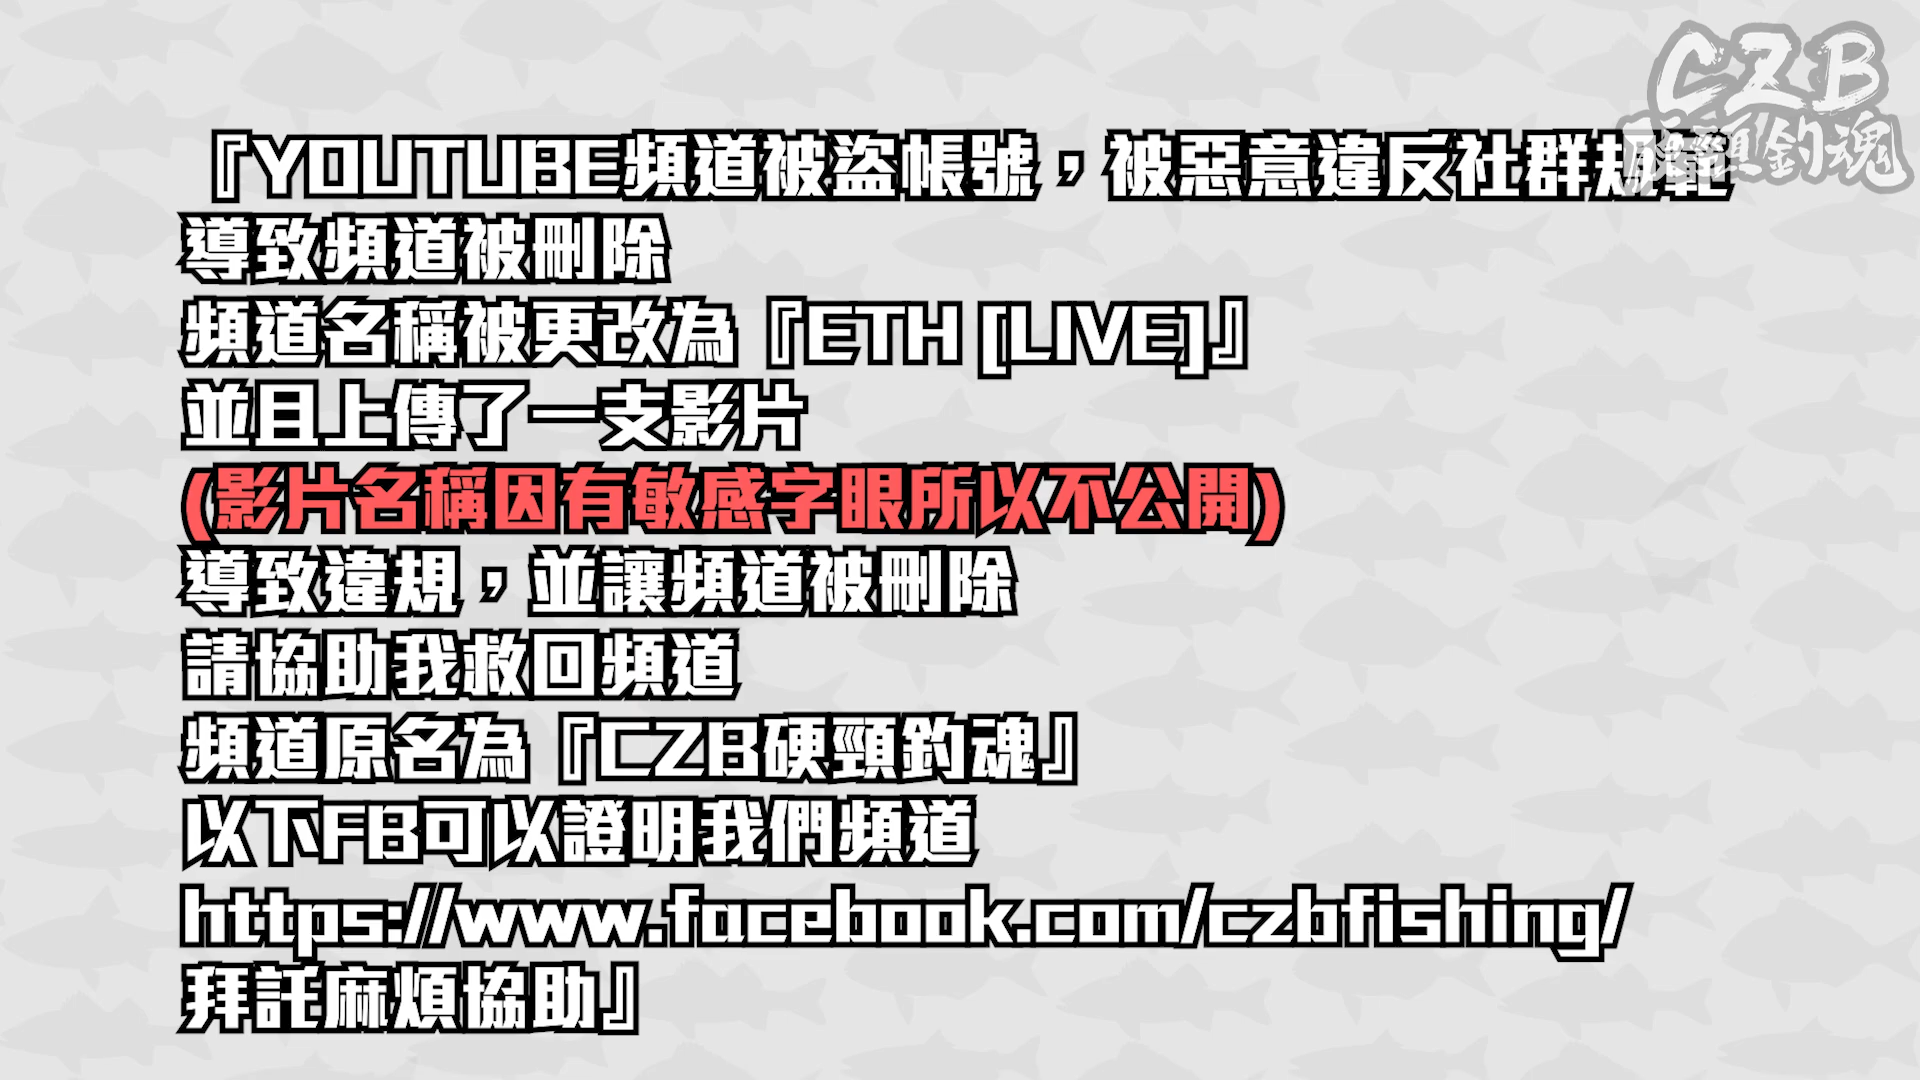 『YOUTUBE頻道被盜帳號，被惡意違反社群規範
導致頻道被刪除
頻道名稱被更改為『ETH [LIVE]』
並且上傳了一支影片
(影片名稱因有敏感字眼所以不公開)
導致違規，並讓頻道被刪除
請協助我救回頻道
頻道原名為『CZB硬頸釣魂』
以下FB可以證明我們頻道
https://www.facebook.com/czbfishing/
拜託麻煩協助』
CZB
硬頸釣魂